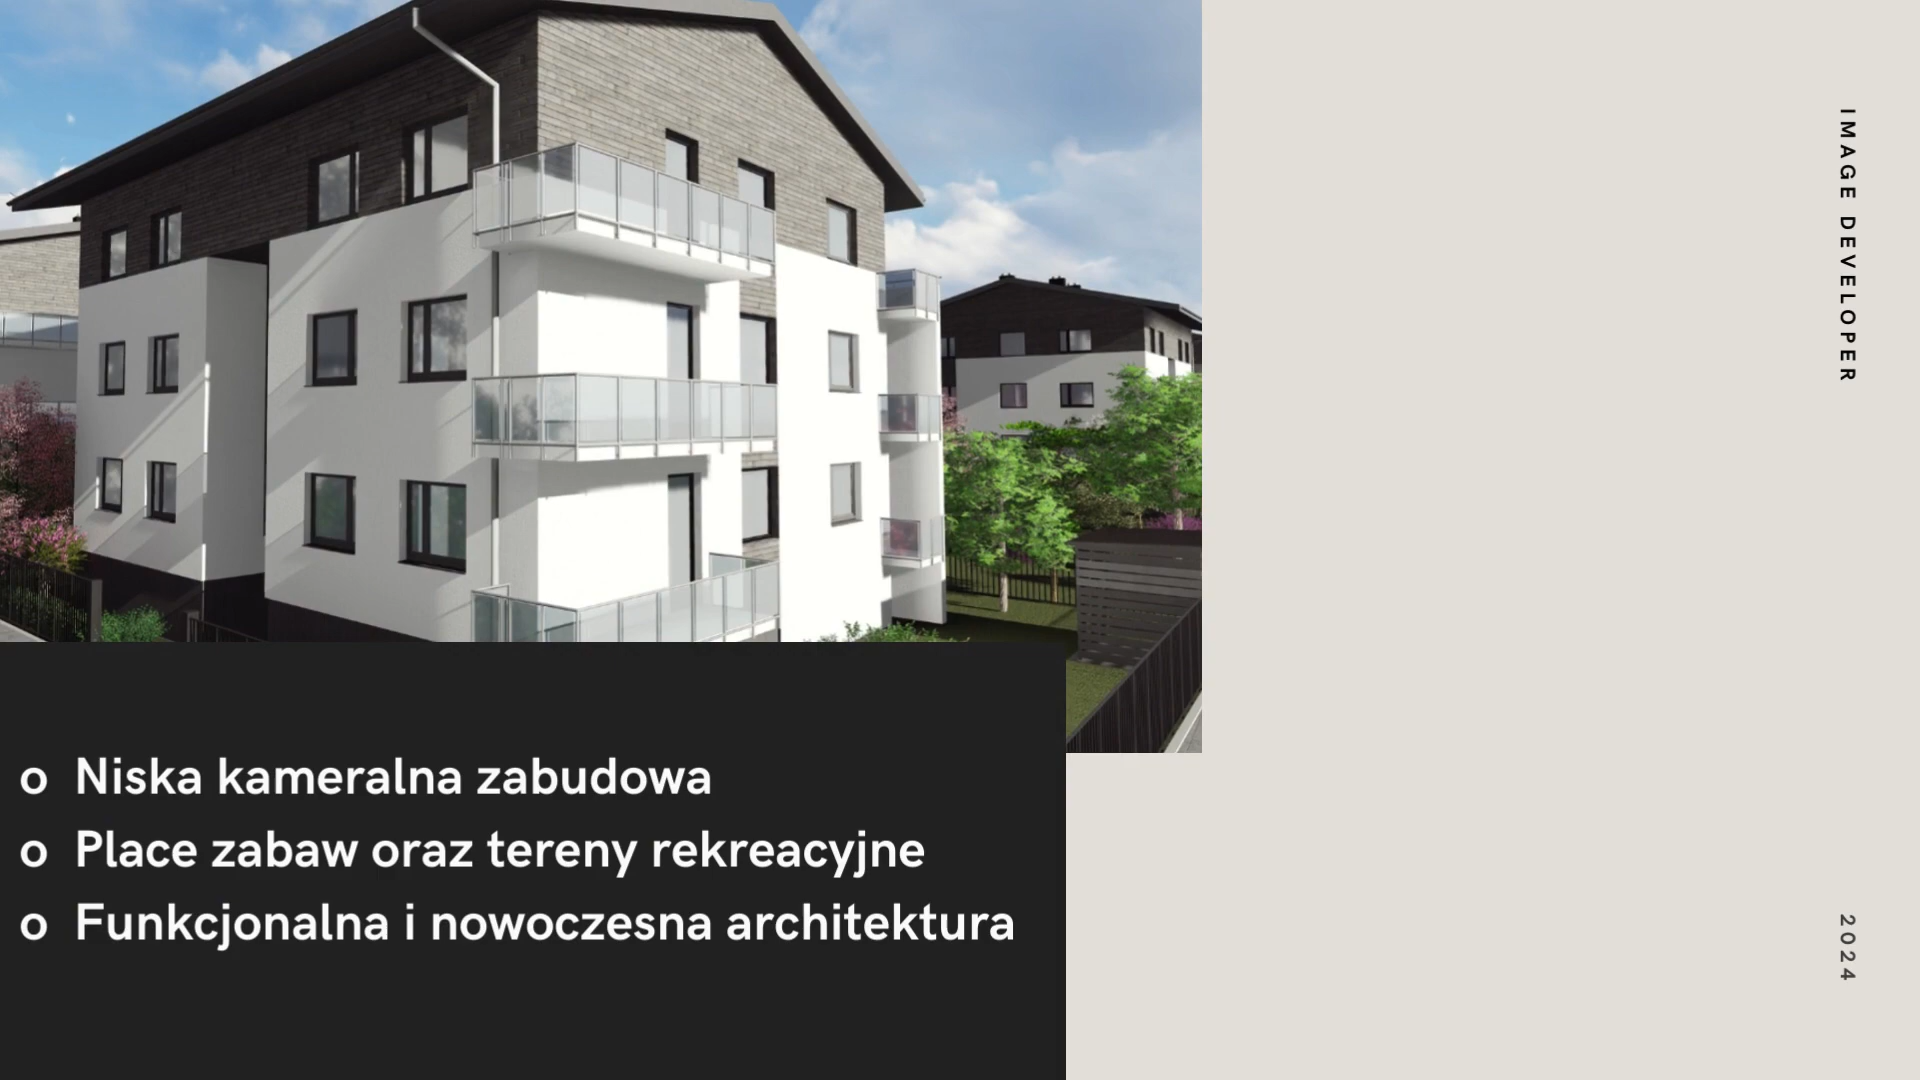 IMAGE DEVELOPER
o Niska kameralna zabudowa
o Place zabaw oraz tereny rekreacyjne
o Funkcjonalna i nowoczesna architektura
2024